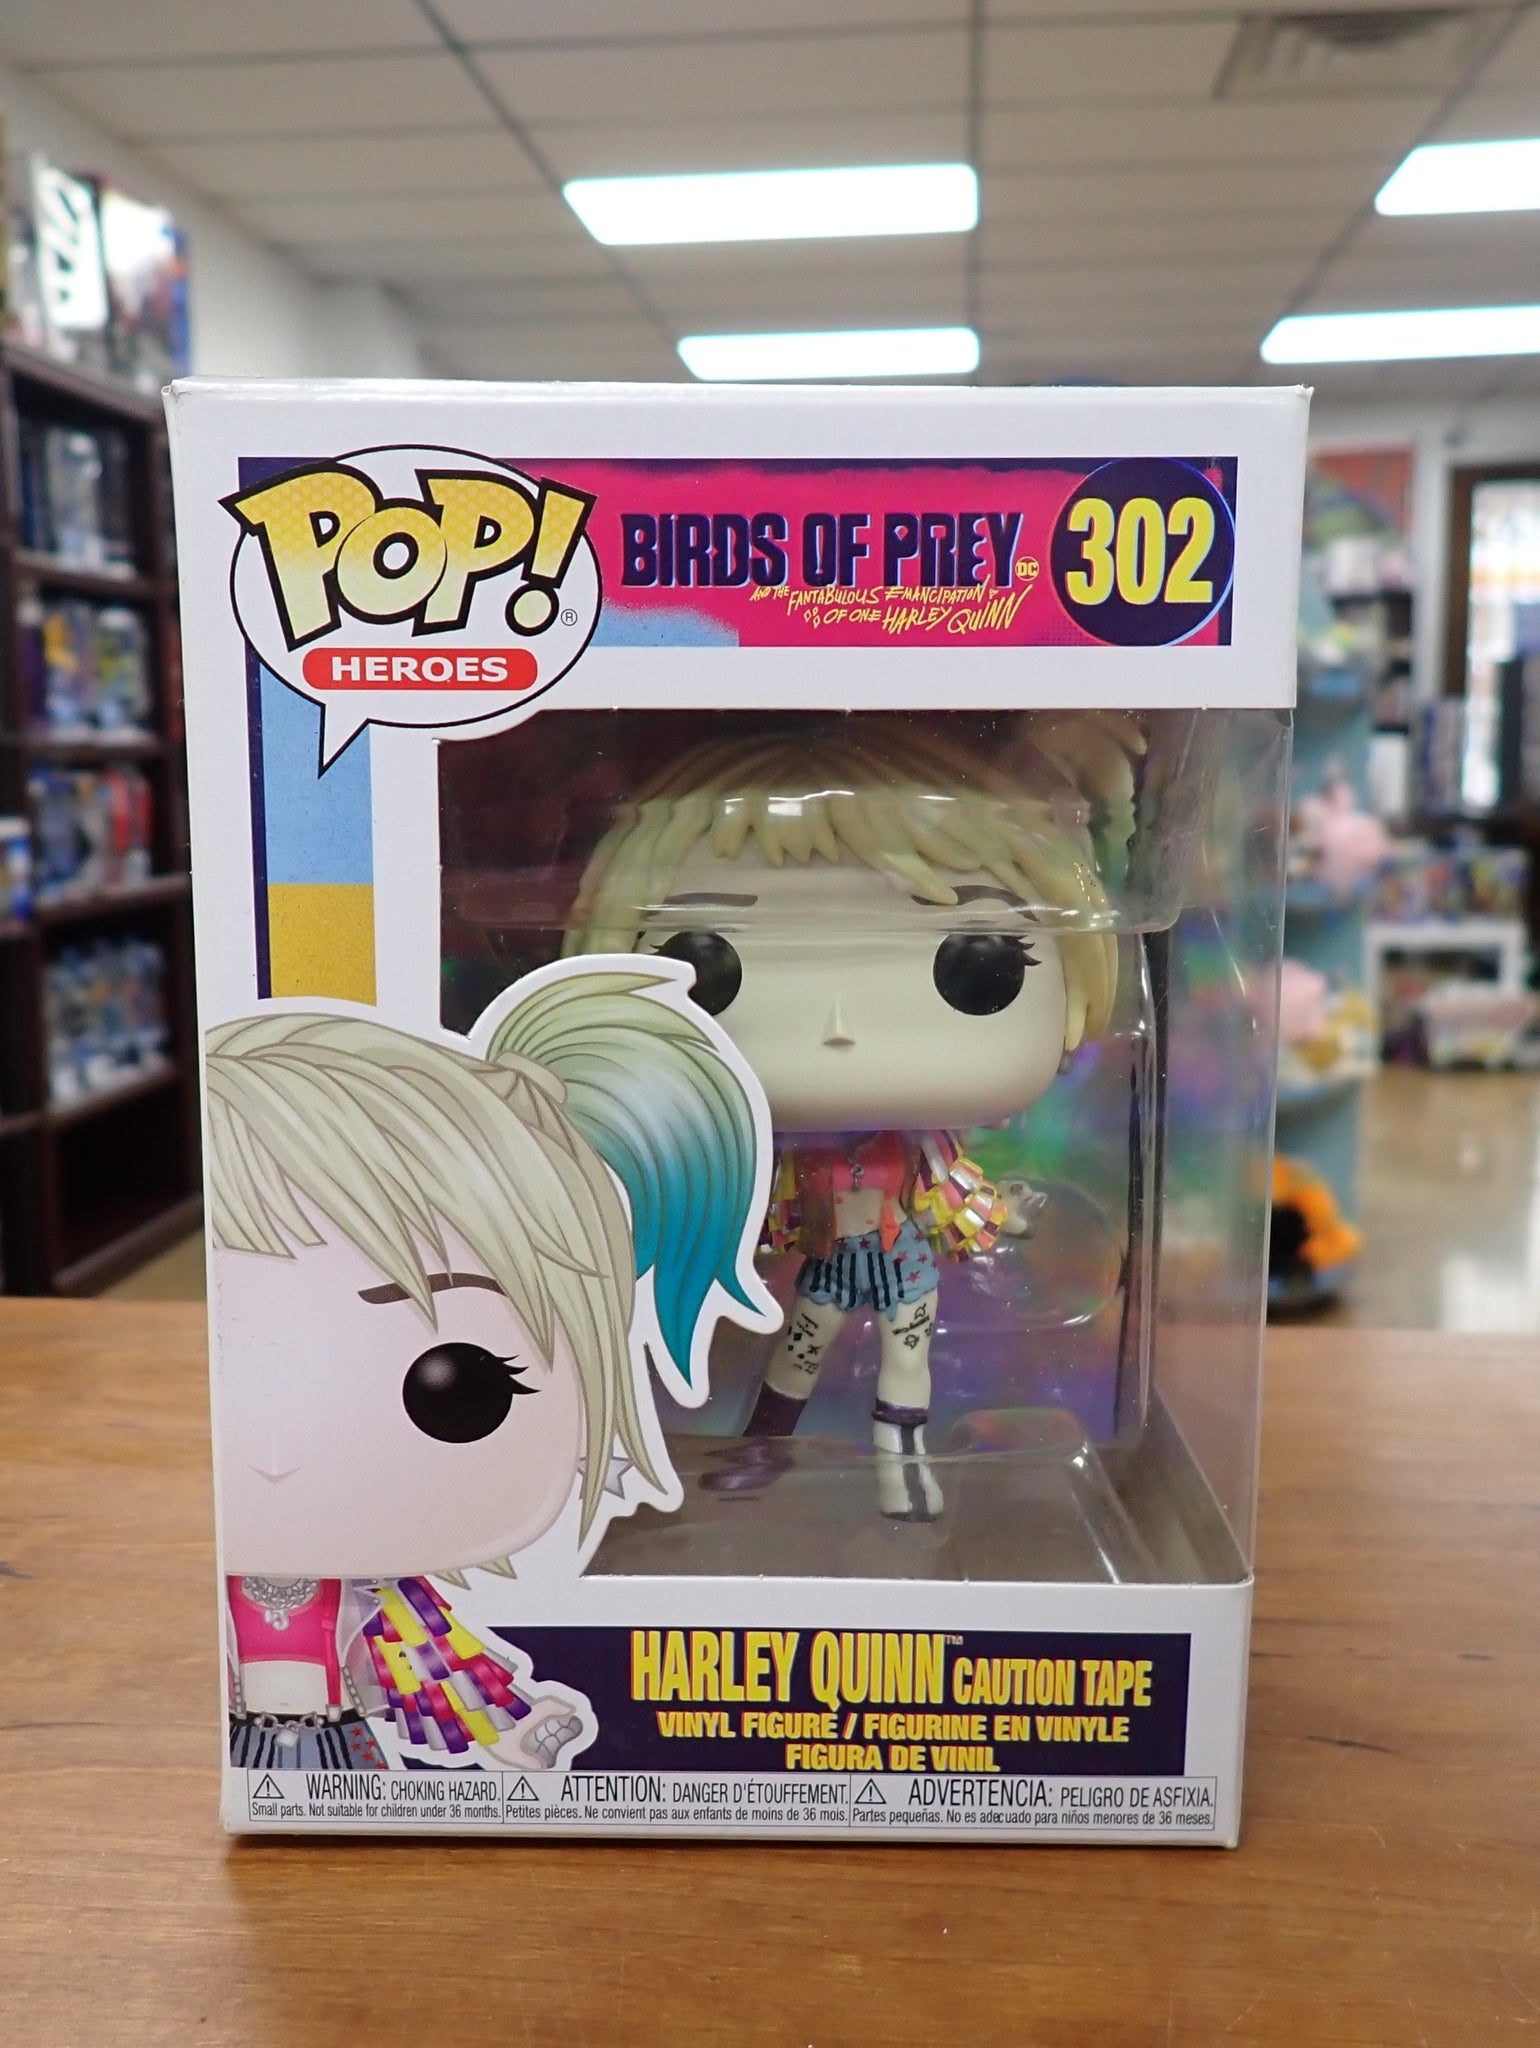 POP!®
HEROES
BIRDS OF PREY DC
AND THE FANTABULOUS EMANCIPATION
OF ONE HARLEY QUINN
302
HARLEY QUINN™ CAUTION TAPE
VINYL FIGURE / FIGURINE EN VINYLE
FIGURA DE VINIL
WARNING: CHOKING HAZARD.
Small parts. Not suitable for children under 36 months.
ATTENTION: DANGER D'ÉTOUFFEMENT.
Petites pièces. Ne convient pas aux enfants de moins de 36 mois.
ADVERTENCIA: PELIGRO DE ASFIXIA.
Partes pequeñas. No es adecuado para niños menores de 36 meses.